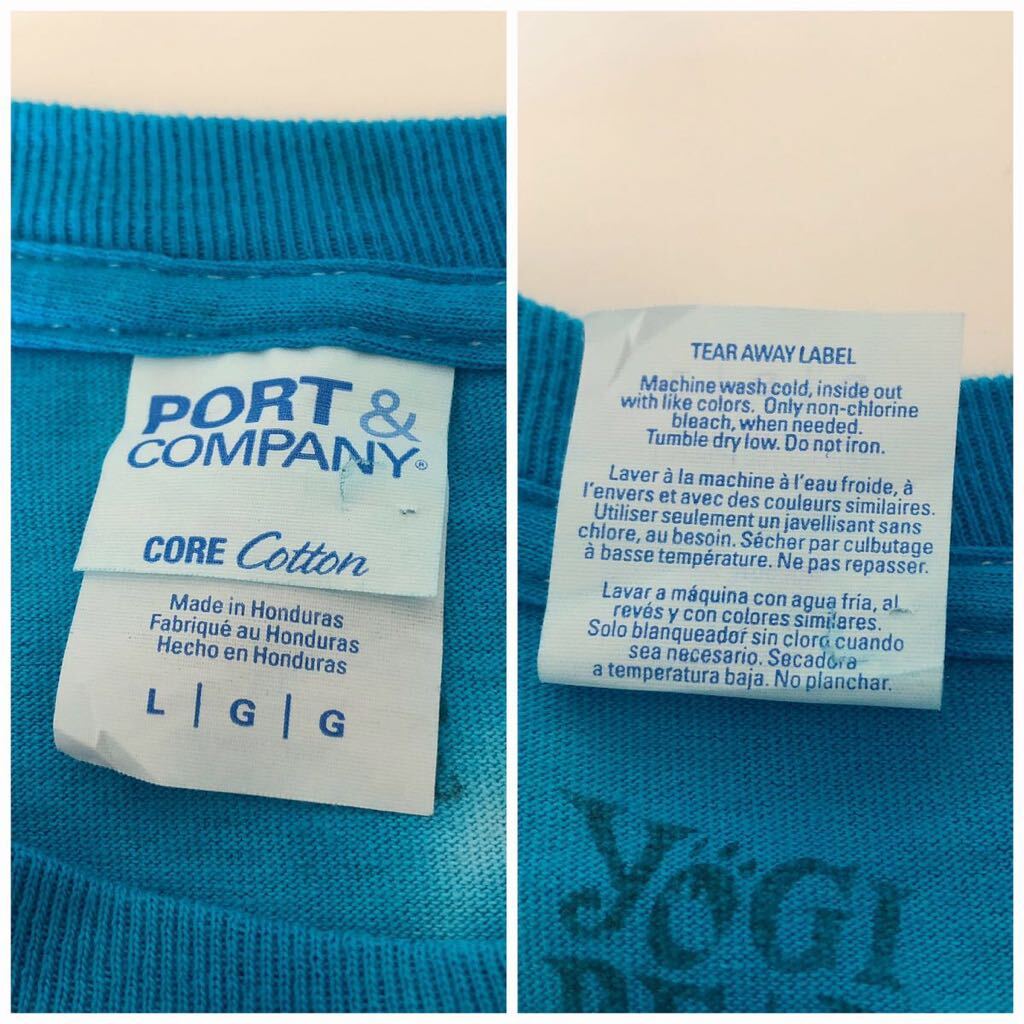 PORT &
COMPANY®
CORE Cotton
Made in Honduras
Fabriqué au Honduras
Hecho en Honduras
L | G | G
TEAR AWAY LABEL
Machine wash cold, inside out
with like colors. Only non-chlorine
bleach, when needed.
Tumble dry low. Do not iron.
Laver à la machine à l'eau froide, à
l'envers et avec des couleurs similaires.
Utiliser seulement un javellisant sans
chlore, au besoin. Sécher par culbutage
à basse température. Ne pas repasser.
Lavar a máquina con agua fría, al
revés y con colores similares.
Solo blanqueador sin cloro cuando
sea necesario. Secadora
a temperatura baja. No planchar.
YÖGI